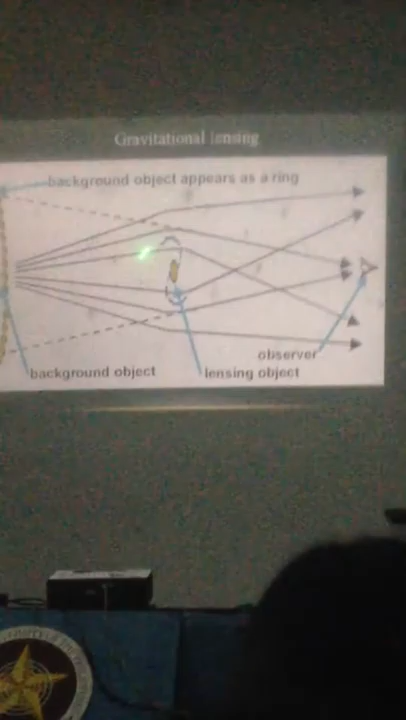 Gravitational lensing
background object appears as a ring
observer
background object
lensing object